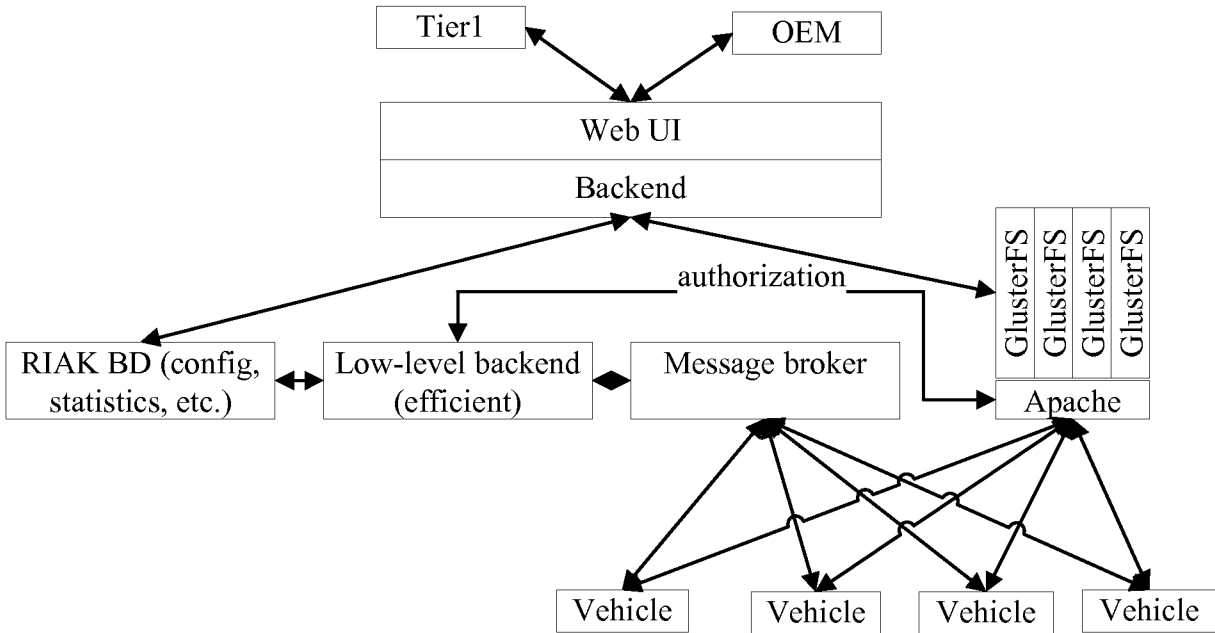 Tier1
OEM
Web UI
Backend
GlusterFS
GlusterFS
GlusterFS
GlusterFS
authorization
RIAK BD (config,
statistics, etc.)
Low-level backend
(efficient)
Message broker
Apache
Vehicle
Vehicle
Vehicle
Vehicle